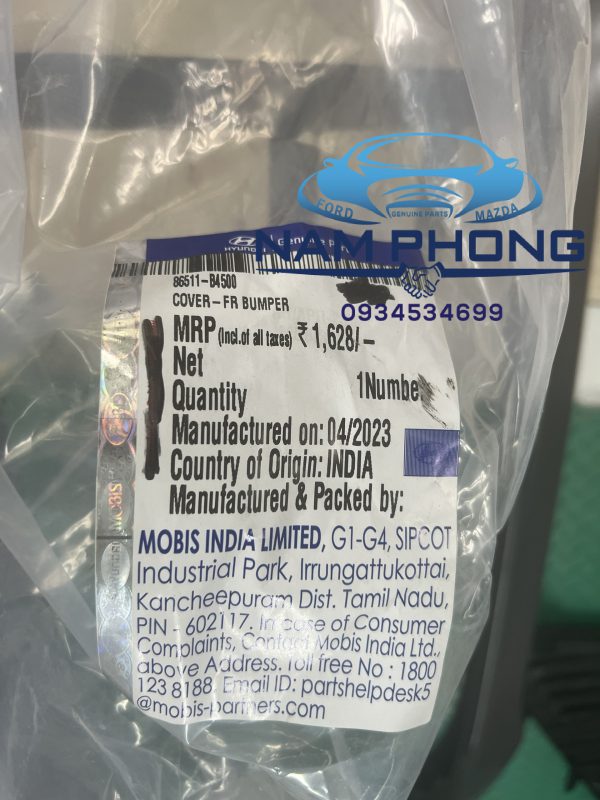 FORD
GENUINE PARTS
MAZDA
NAM PHONG
0934534699
HYUNDAI
86511-B4500
COVER-FR BUMPER
MRP (Incl.of all taxes) ₹ 1,628/-
Net
Quantity 1Numbe
Manufactured on: 04/2023
Country of Origin: INDIA
Manufactured & Packed by:
MOBIS INDIA LIMITED, G1-G4, SIPCOT
Industrial Park, Irrungattukottai,
Kancheepuram Dist. Tamil Nadu,
PIN - 602117. In case of Consumer
Complaints, Contact Mobis India Ltd.,
above Address. Toll free No : 1800
123 8188. Email ID: partshelpdesk5
@mobis-partners.com
MOBIS